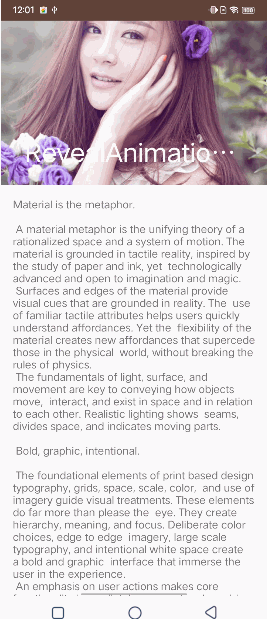 12:01
RevealAnimatio...
Material is the metaphor.
A material metaphor is the unifying theory of a
rationalized space and a system of motion. The
material is grounded in tactile reality, inspired by
the study of paper and ink, yet  technologically
advanced and open to imagination and magic.
Surfaces and edges of the material provide
visual cues that are grounded in reality. The  use
of familiar tactile attributes helps users quickly
understand affordances. Yet the  flexibility of the
material creates new affordances that supercede
those in the physical  world, without breaking the
rules of physics.
The fundamentals of light, surface, and
movement are key to conveying how objects
move,  interact, and exist in space and in relation
to each other. Realistic lighting shows  seams,
divides space, and indicates moving parts.
Bold, graphic, intentional.
The foundational elements of print based design
typography, grids, space, scale, color,  and use of
imagery guide visual treatments. These elements
do far more than please the  eye. They create
hierarchy, meaning, and focus. Deliberate color
choices, edge to edge  imagery, large scale
typography, and intentional white space create
a bold and graphic  interface that immerse the
user in the experience.
An emphasis on user actions makes core